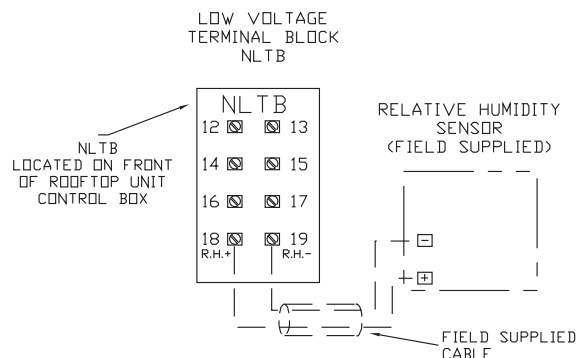 LOW VOLTAGE
TERMINAL BLOCK
NLTB
NLTB
12 13
14 15
16 17
18 19
R.H.+ R.H.-
NLTB
LOCATED ON FRONT
OF ROOFTOP UNIT
CONTROL BOX
RELATIVE HUMIDITY
SENSOR
(FIELD SUPPLIED)
-
+ +
FIELD SUPPLIED
CABLE